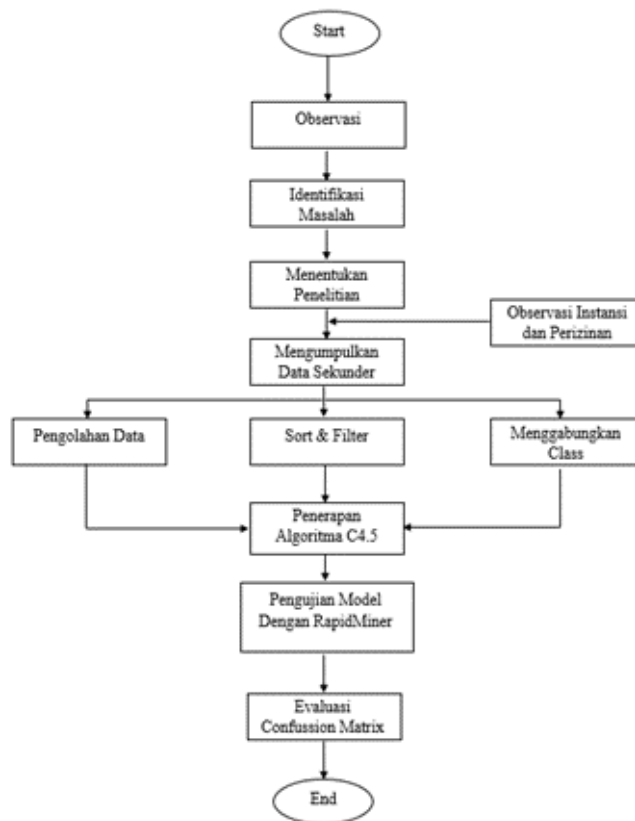 Start
Observasi
Identifikasi
Masalah
Menentukan
Penelitian
Observasi Instansi
dan Perizinan
Mengumpulkan
Data Sekunder
Pengolahan Data
Sort & Filter
Menggabungkan
Class
Penerapan
Algoritma C4.5
Pengujian Model
Dengan RapidMiner
Evaluasi
Confussion Matrix
End